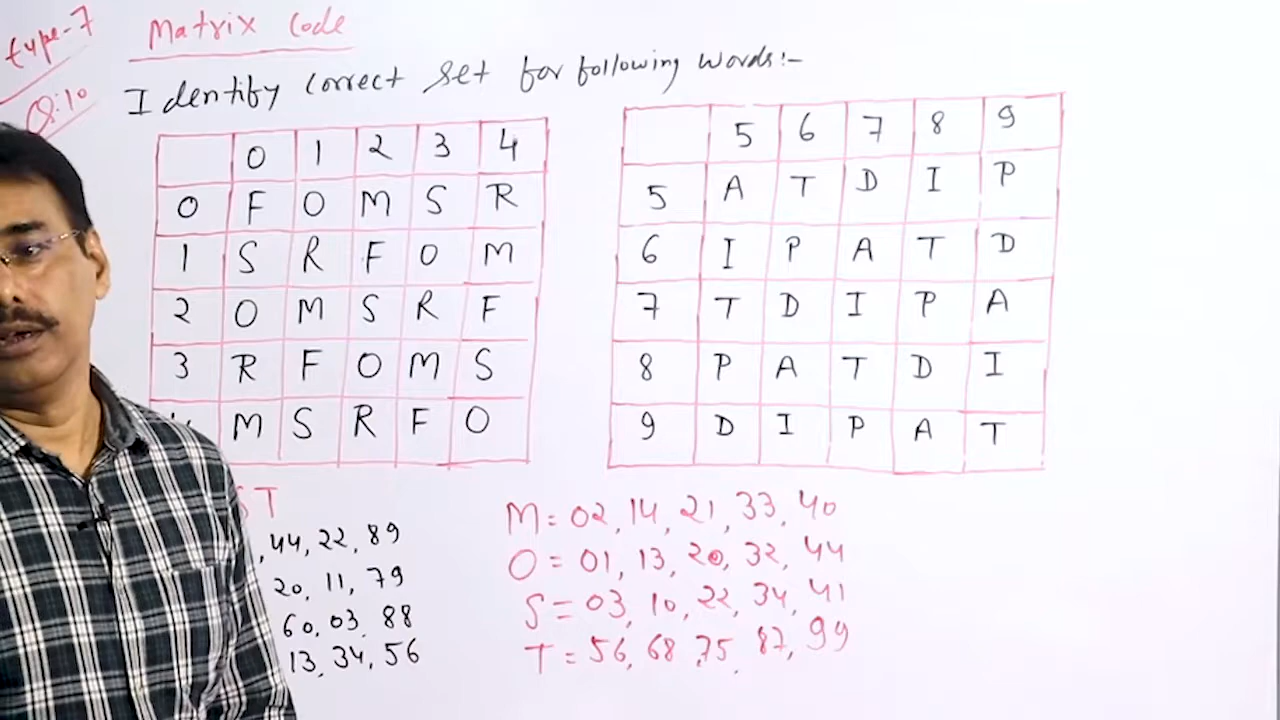 type-7 Matrix Code
Q:10 Identify correct set for following words:-
0 1 2 3 4
0 F O M S R
1 S R F O M
2 O M S R F
3 R F O M S
M S R F O
5 6 7 8 9
5 A T D I P
6 I P A T D
7 T D I P A
8 P A T D I
9 D I P A T
ST
, 44, 22, 89
20, 11, 79
60, 03, 88
13, 34, 56
M = 02, 14, 21, 33, 40
O = 01, 13, 20, 32, 44
S = 03, 10, 22, 34, 41
T = 56, 68, 75, 87, 99